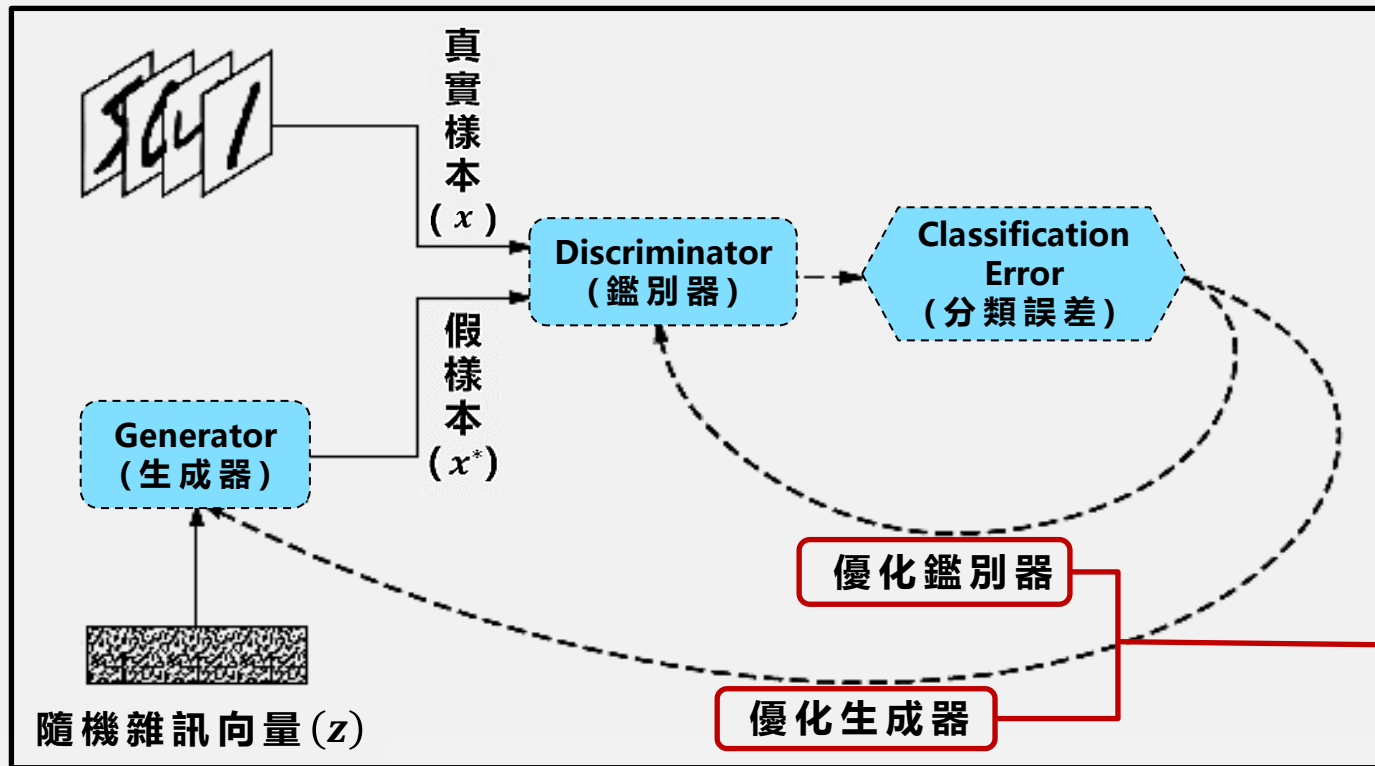 真實樣本
(x)
Discriminator
(鑑別器)
Classification
Error
(分類誤差)
假樣本
(x*)
Generator
(生成器)
優化鑑別器
優化生成器
隨機雜訊向量(z)